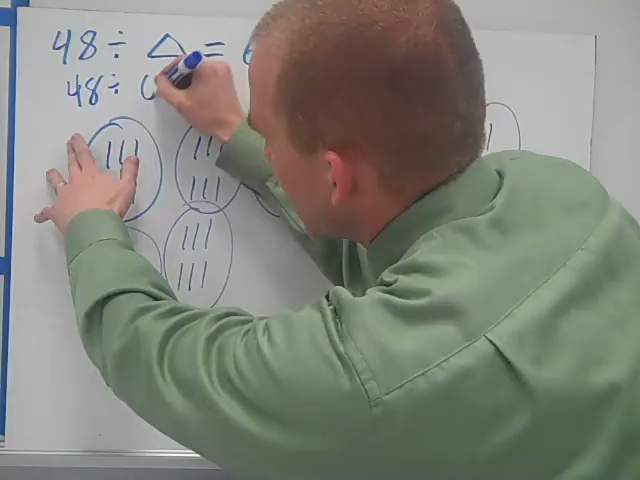 48 ÷ △ =
48 ÷